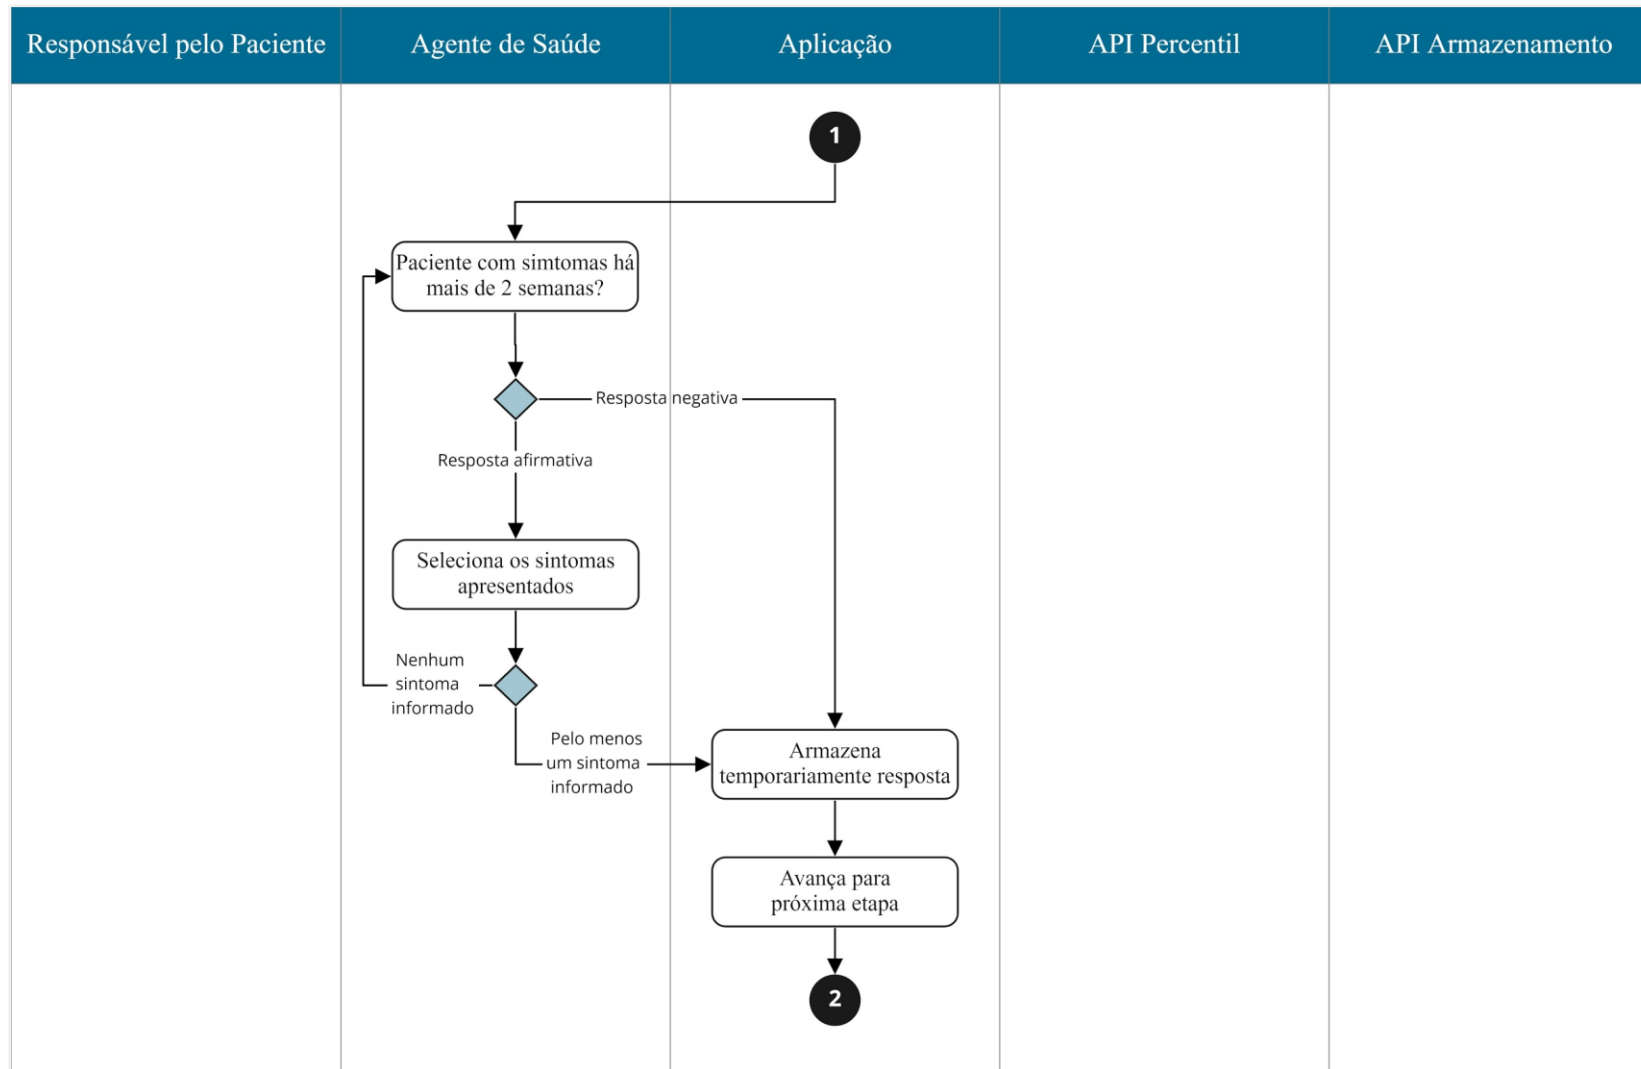 Responsável pelo Paciente
Agente de Saúde
Aplicação
API Percentil
API Armazenamento
1
Paciente com simtomas há
mais de 2 semanas?
Resposta negativa
Resposta afirmativa
Seleciona os sintomas
apresentados
Nenhum
sintoma
informado
Pelo menos
um sintoma
informado
Armazena
temporariamente resposta
Avança para
próxima etapa
2